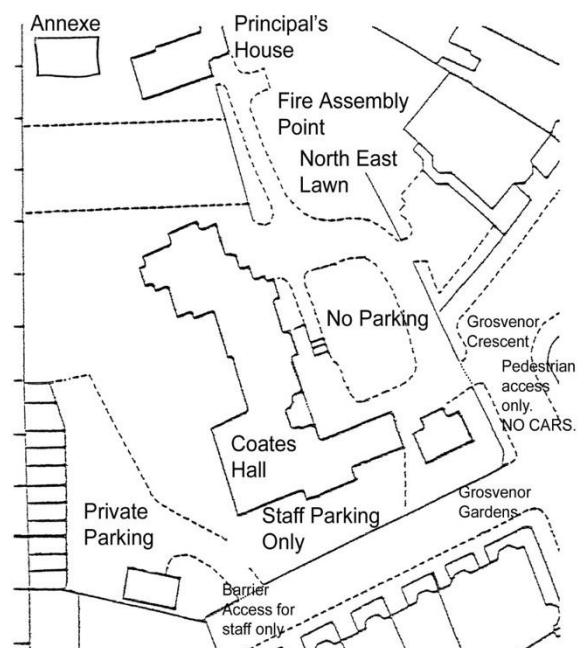 Annexe
Principal's
House
Fire Assembly
Point
North East
Lawn
No Parking
Grosvenor
Crescent
Pedestrian
access
only.
NO CARS.
Coates
Hall
Grosvenor
Gardens
Private
Parking
Staff Parking
Only
Barrier
Access for
staff only